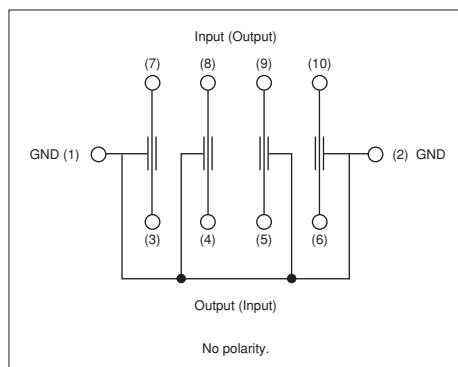 Input (Output)
(7) (8) (9) (10)
GND (1) (2) GND
(3) (4) (5) (6)
Output (Input)
No polarity.